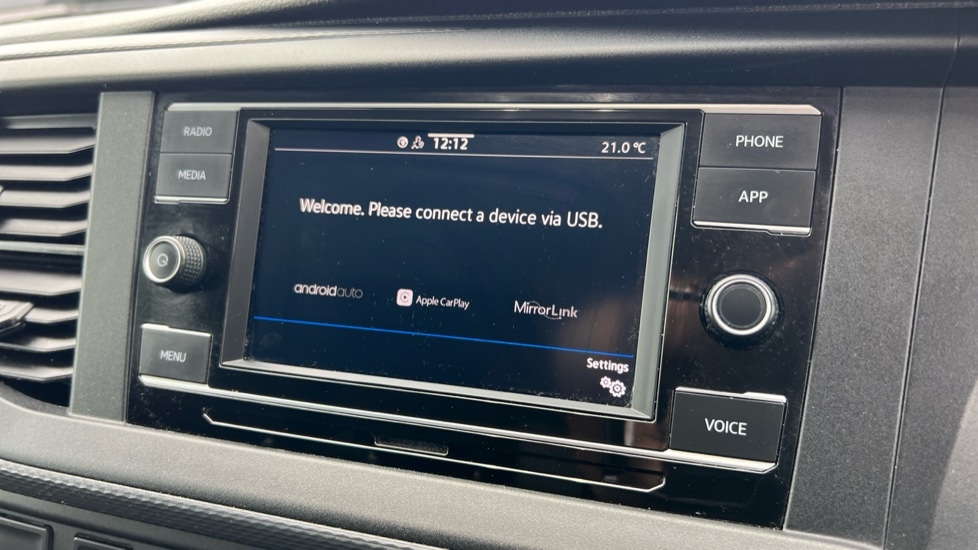 RADIO
MEDIA
MENU
12:12
21.0 °C
Welcome. Please connect a device via USB.
androidauto
Apple CarPlay
MirrorLink
Settings
PHONE
APP
VOICE